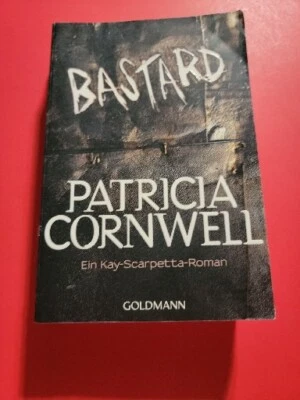 BASTARD
PATRICIA
CORNWELL
Ein Kay-Scarpetta-Roman
GOLDMANN